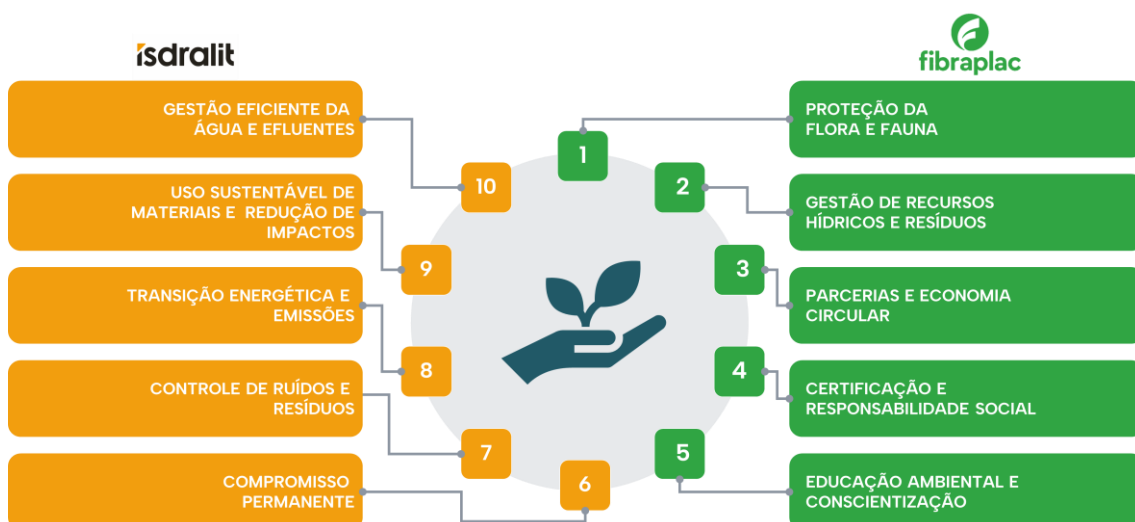 isdralit
fibraplac
GESTÃO EFICIENTE DA
ÁGUA E EFLUENTES
USO SUSTENTÁVEL DE
MATERIAIS E REDUÇÃO DE
IMPACTOS
TRANSIÇÃO ENERGÉTICA E
EMISSÕES
CONTROLE DE RUÍDOS E
RESÍDUOS
COMPROMISSO
PERMANENTE
1
2
3
4
5
6
7
8
9
10
PROTEÇÃO DA
FLORA E FAUNA
GESTÃO DE RECURSOS
HÍDRICOS E RESÍDUOS
PARCERIAS E ECONOMIA
CIRCULAR
CERTIFICAÇÃO E
RESPONSABILIDADE SOCIAL
EDUCAÇÃO AMBIENTAL E
CONSCIENTIZAÇÃO